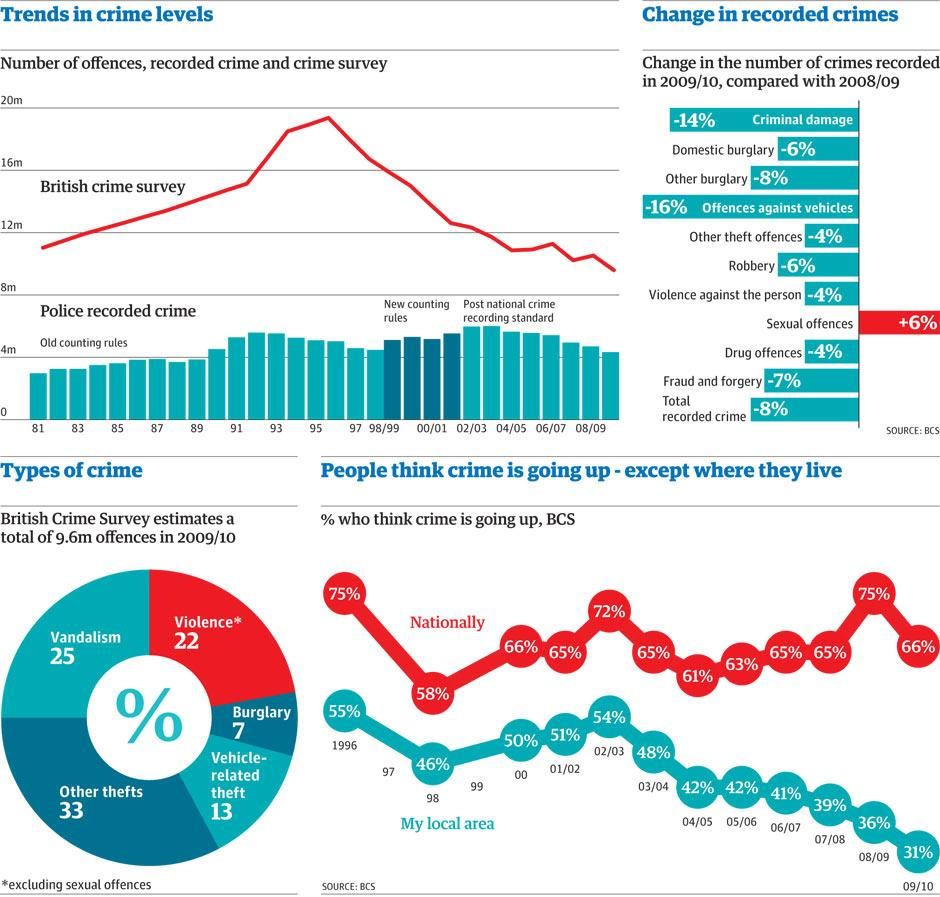 Trends in crime levels
Number of offences, recorded crime and crime survey
20m
16m
British crime survey
12m
8m
Police recorded crime
New counting
rules
Post national crime
recording standard
Old counting rules
4m
0
81 83 85 87 89 91 93 95 97 98/99 00/01 02/03 04/05 06/07 08/09
Change in recorded crimes
Change in the number of crimes recorded
in 2009/10, compared with 2008/09
-14% Criminal damage
Domestic burglary -6%
Other burglary -8%
-16% Offences against vehicles
Other theft offences -4%
Robbery -6%
Violence against the person -4%
Sexual offences +6%
Drug offences -4%
Fraud and forgery -7%
Total
recorded crime -8%
SOURCE: BCS
Types of crime
British Crime Survey estimates a
total of 9.6m offences in 2009/10
Vandalism
25
Violence*
22
Burglary
7
Vehicle-
related
theft
13
Other thefts
33
%
*excluding sexual offences
People think crime is going up - except where they live
% who think crime is going up, BCS
Nationally
75% 58% 66% 65% 72% 65% 61% 63% 65% 65% 75% 66%
55% 46% 50% 51% 54% 48% 42% 42% 41% 39% 36% 31%
1996 97 98 99 00 01/02 02/03 03/04 04/05 05/06 06/07 07/08 08/09 09/10
My local area
SOURCE: BCS